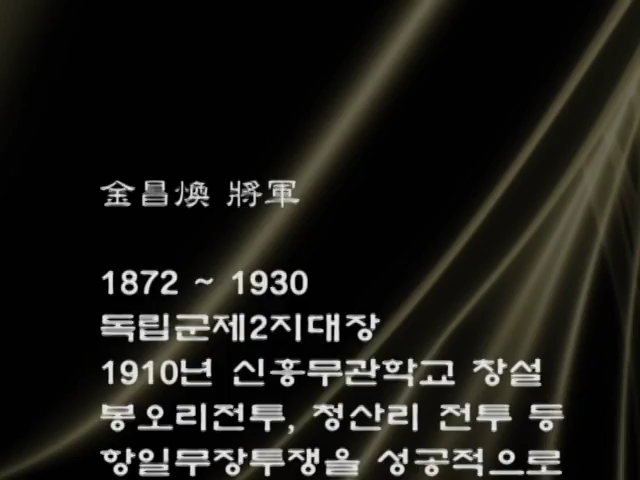 金昌煥 將軍
1872 ~ 1930
독립군제2지대장
1910년 신흥무관학교 창설
봉오리전투, 청산리 전투 등
항일무장투쟁을 성공적으로